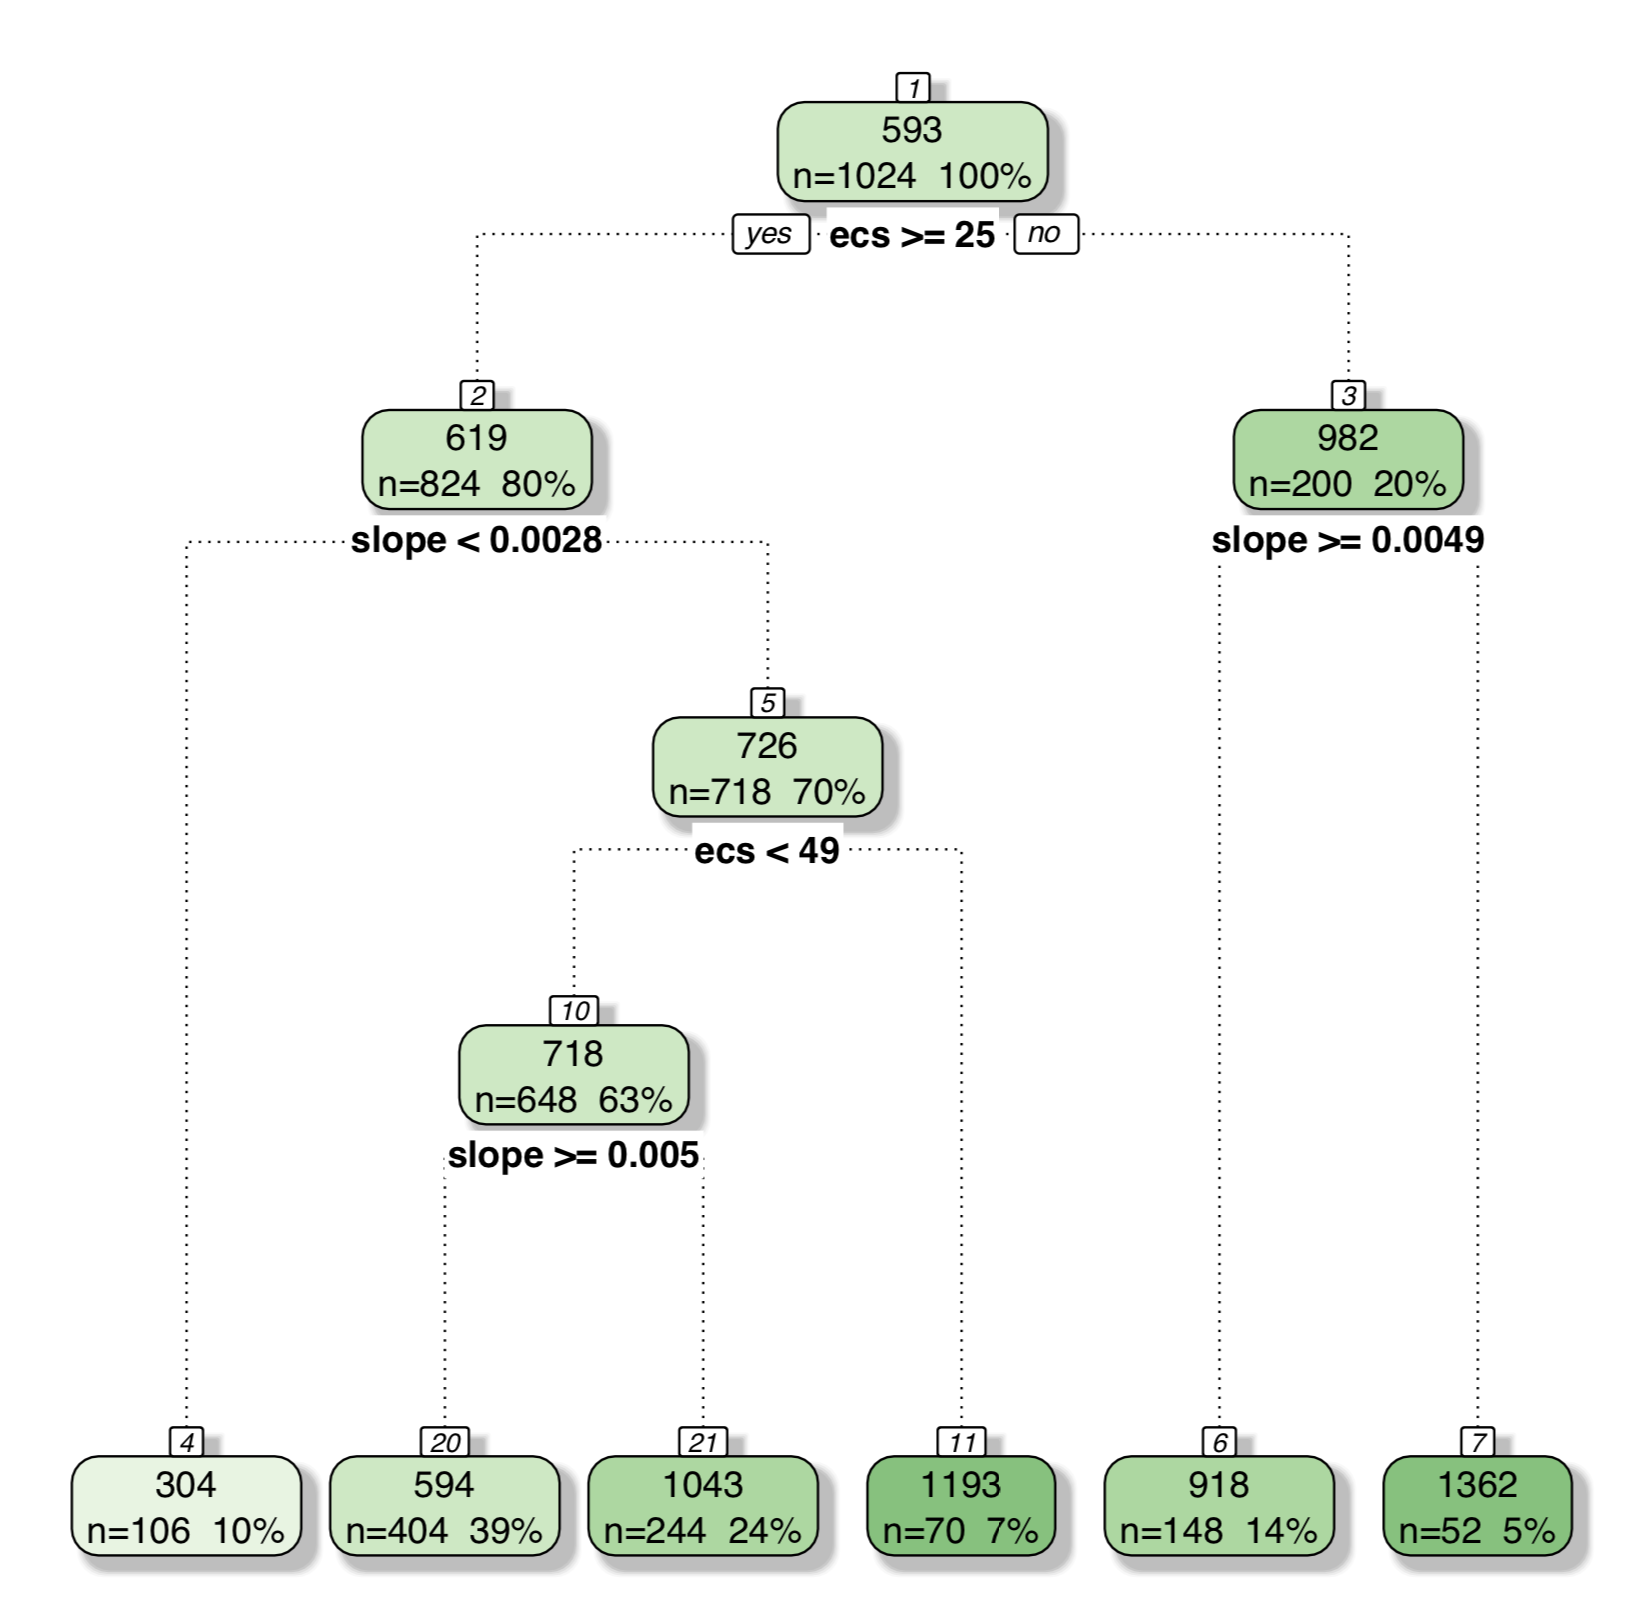 1
593
n=1024 100%
yes ecs >= 25 no
2
619
n=824 80%
slope < 0.0028
3
982
n=200 20%
slope >= 0.0049
5
726
n=718 70%
ecs < 49
10
718
n=648 63%
slope >= 0.005
4
304
n=106 10%
20
594
n=404 39%
21
1043
n=244 24%
11
1193
n=70 7%
6
918
n=148 14%
7
1362
n=52 5%